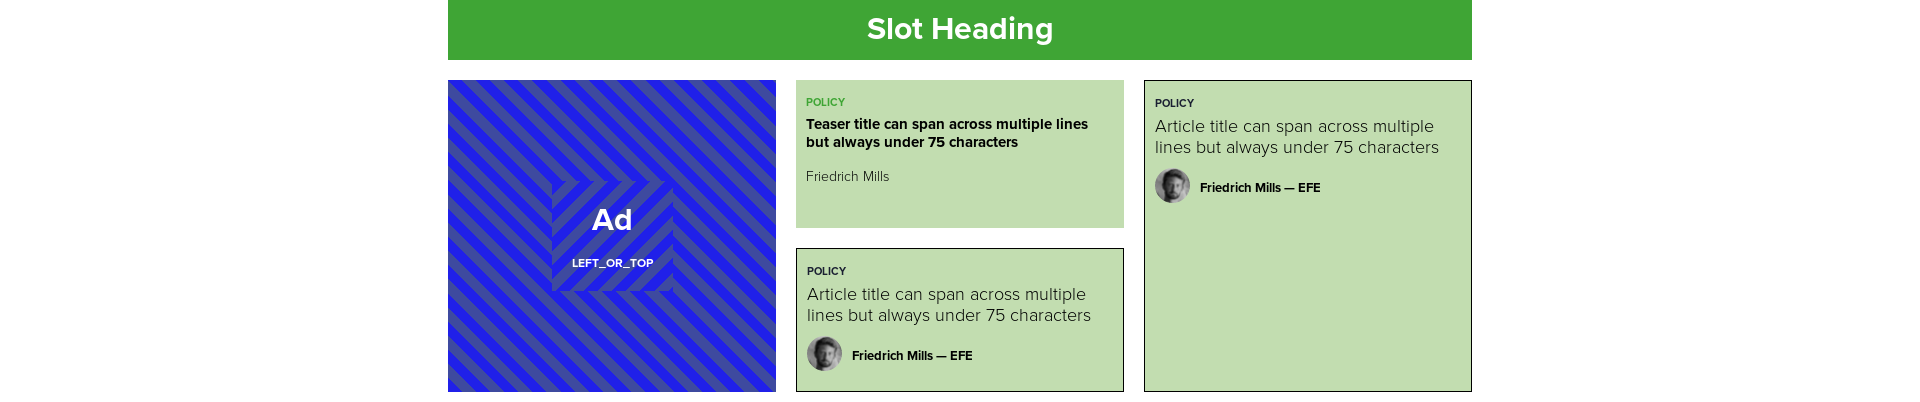 Slot Heading
Ad
LEFT_OR_TOP
POLICY
Teaser title can span across multiple lines
but always under 75 characters
Friedrich Mills
POLICY
Article title can span across multiple
lines but always under 75 characters
Friedrich Mills — EFE
POLICY
Article title can span across multiple
lines but always under 75 characters
Friedrich Mills — EFE